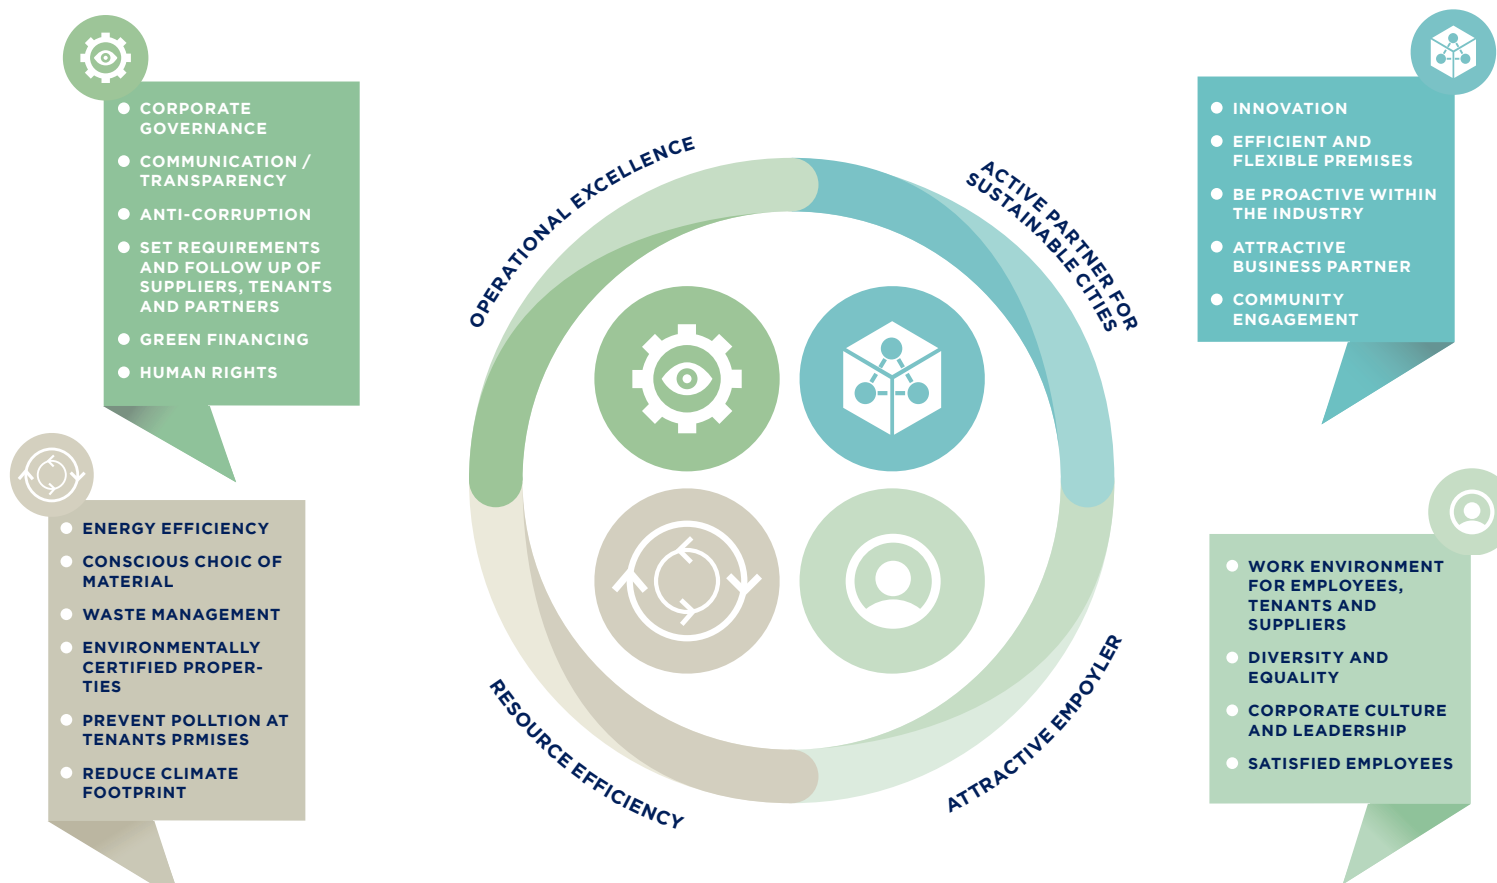 CORPORATE
GOVERNANCE
COMMUNICATION /
TRANSPARENCY
ANTI-CORRUPTION
SET REQUIREMENTS
AND FOLLOW UP OF
SUPPLIERS, TENANTS
AND PARTNERS
GREEN FINANCING
HUMAN RIGHTS
OPERATIONAL EXCELLENCE
ACTIVE PARTNER FOR
SUSTAINABLE CITIES
INNOVATION
EFFICIENT AND
FLEXIBLE PREMISES
BE PROACTIVE WITHIN
THE INDUSTRY
ATTRACTIVE
BUSINESS PARTNER
COMMUNITY
ENGAGEMENT
ENERGY EFFICIENCY
CONSCIOUS CHOIC OF
MATERIAL
WASTE MANAGEMENT
ENVIRONMENTALLY
CERTIFIED PROPER-
TIES
PREVENT POLLTION AT
TENANTS PRMISES
REDUCE CLIMATE
FOOTPRINT
RESOURCE EFFICIENCY
ATTRACTIVE EMPOYLER
WORK ENVIRONMENT
FOR EMPLOYEES,
TENANTS AND
SUPPLIERS
DIVERSITY AND
EQUALITY
CORPORATE CULTURE
AND LEADERSHIP
SATISFIED EMPLOYEES